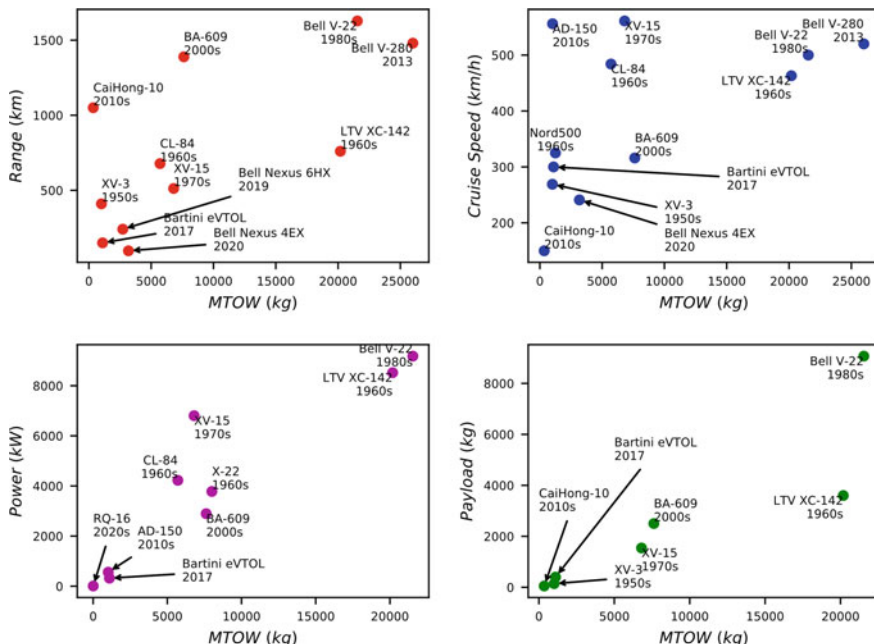 Range (km)
1500
1000
500
0
5000
10000
15000
20000
25000
MTOW (kg)
BA-609
2000s
Bell V-22
1980s
Bell V-280
2013
CaiHong-10
2010s
LTV XC-142
1960s
CL-84
1960s
XV-15
1970s
Bell Nexus 6HX
2019
XV-3
1950s
Bartini eVTOL
2017
Bell Nexus 4EX
2020
Cruise Speed (km/h)
500
400
300
200
0
5000
10000
15000
20000
25000
MTOW (kg)
AD-150
2010s
XV-15
1970s
Bell V-280
2013
Bell V-22
1980s
CL-84
1960s
LTV XC-142
1960s
Nord500
1960s
BA-609
2000s
Bartini eVTOL
2017
XV-3
1950s
Bell Nexus 4EX
2020
CaiHong-10
2010s
Power (kW)
8000
6000
4000
2000
0
0
5000
10000
15000
20000
MTOW (kg)
Bell V-22
1980s
LTV XC-142
1960s
XV-15
1970s
CL-84
1960s
X-22
1960s
BA-609
2000s
RQ-16
2020s
AD-150
2010s
Bartini eVTOL
2017
Payload (kg)
8000
6000
4000
2000
0
0
5000
10000
15000
20000
MTOW (kg)
Bell V-22
1980s
Bartini eVTOL
2017
CaiHong-10
2010s
BA-609
2000s
LTV XC-142
1960s
XV-15
1970s
XV-3
1950s